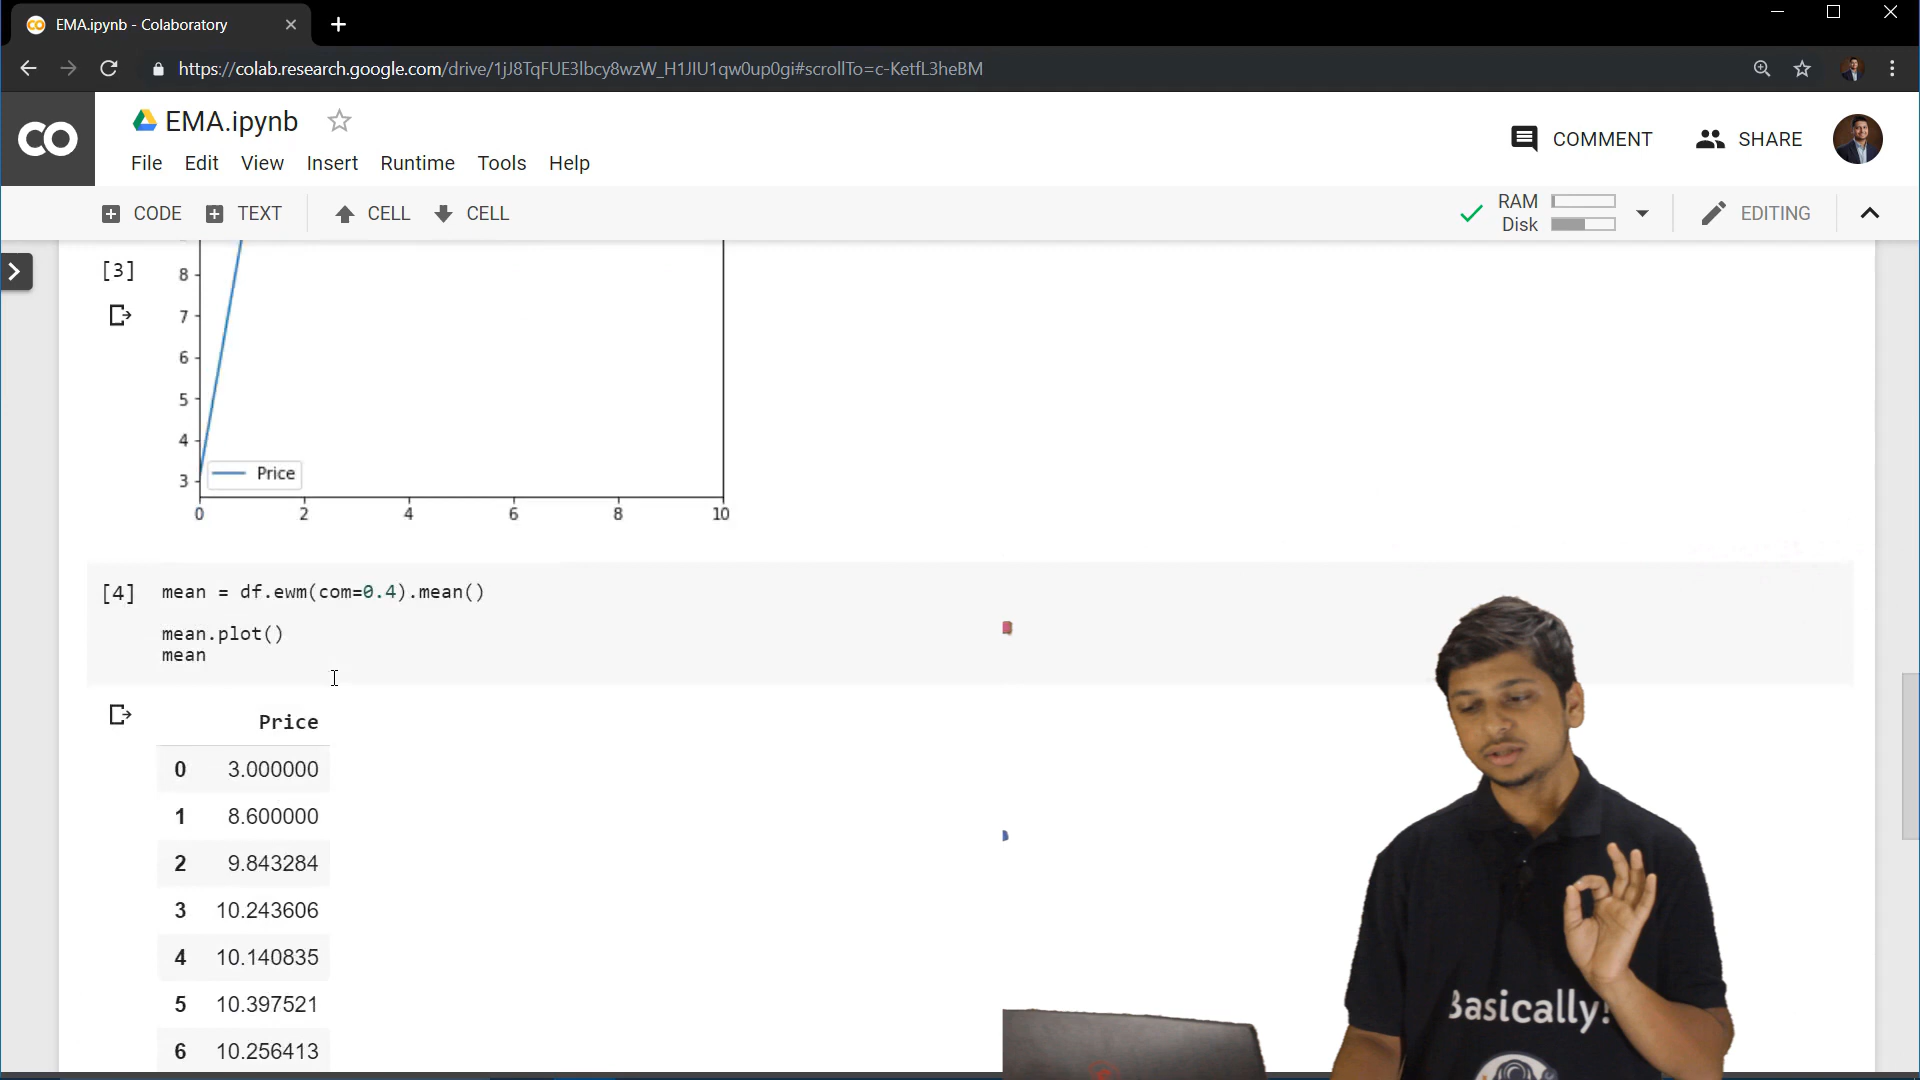 EMA.ipynb - Colaboratory
https://colab.research.google.com/drive/1jJ8TqFUE3lbcy8wzW_H1JIU1qw0up0gi#scrollTo=c-KetfL3heBM
CO
EMA.ipynb
COMMENT
SHARE
File Edit View Insert Runtime Tools Help
CODE TEXT CELL CELL
RAM
Disk
EDITING
[3]
8
7
6
5
4
3
Price
0 2 4 6 8 10
[4] mean = df.ewm(com=0.4).mean()
mean.plot()
mean
Price
0 3.000000
1 8.600000
2 9.843284
3 10.243606
4 10.140835
5 10.397521
6 10.256413
Basically!